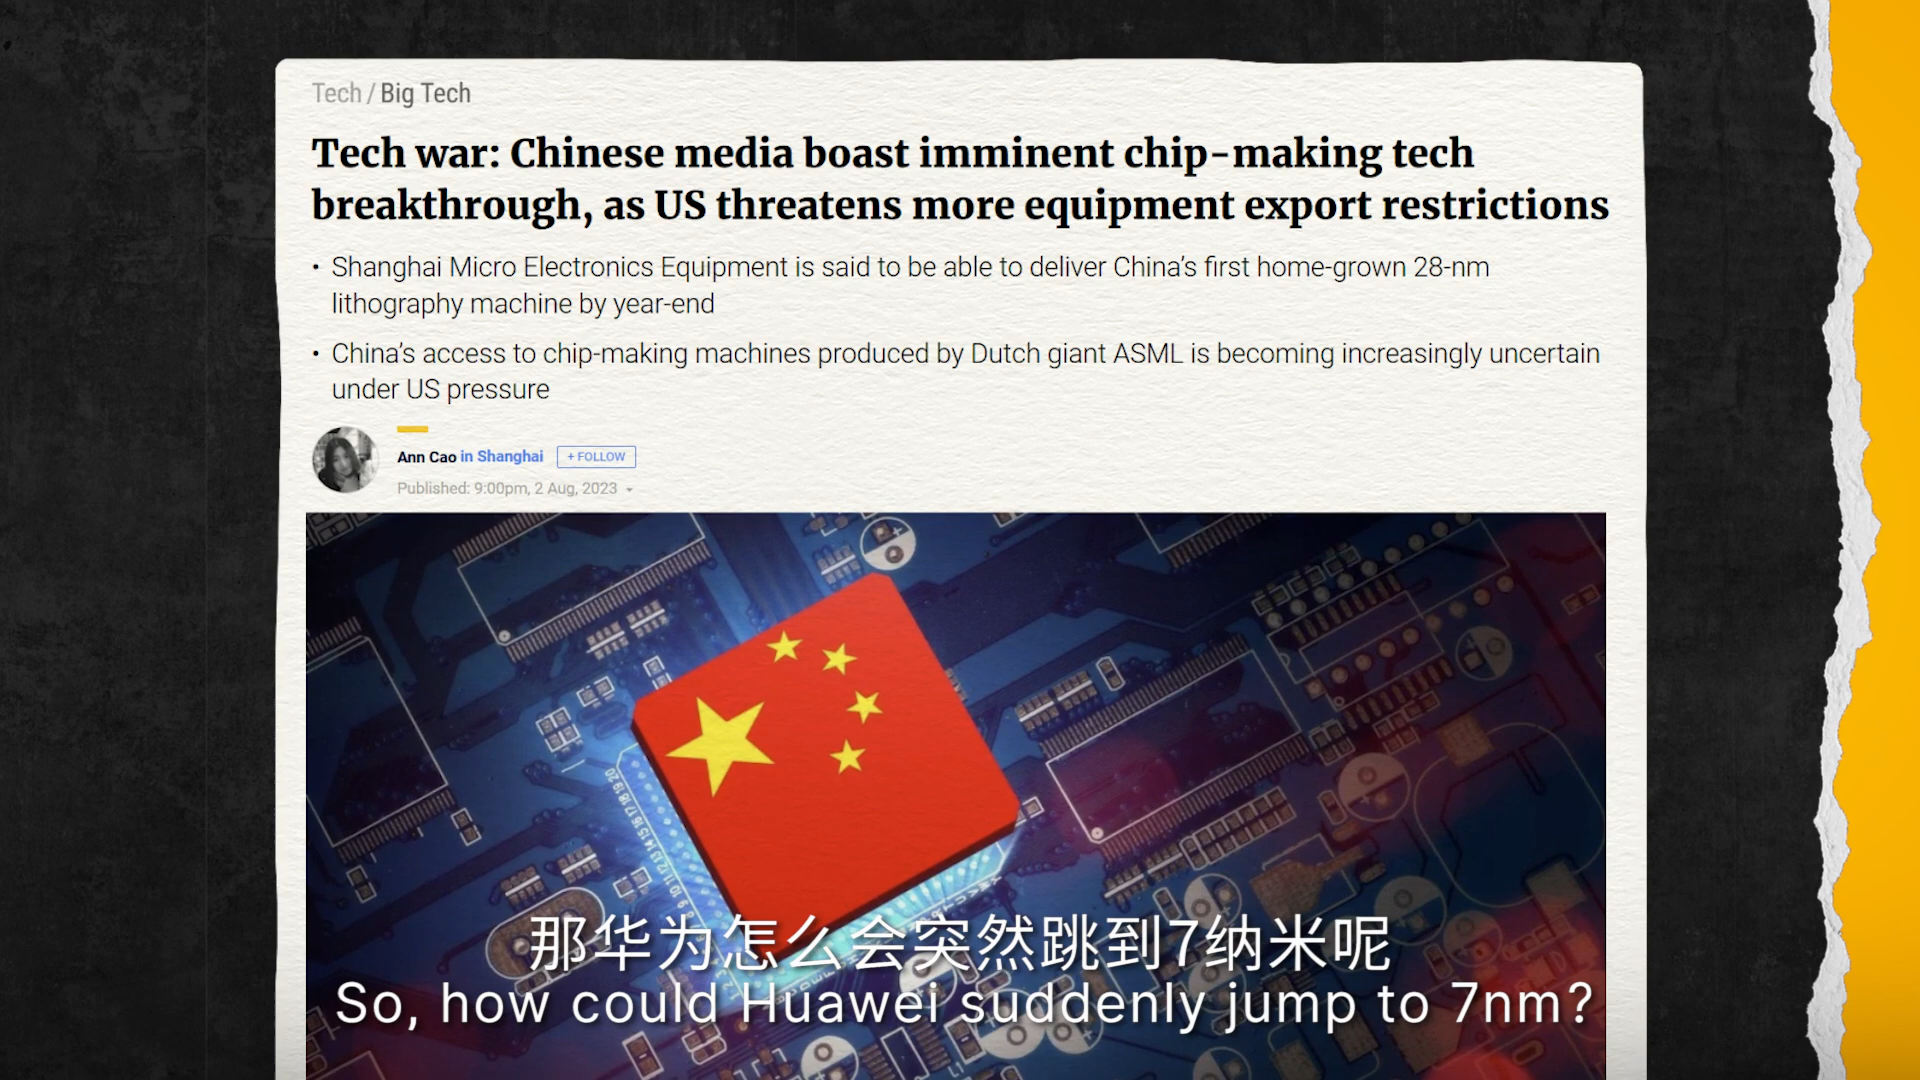 Tech / Big Tech
Tech war: Chinese media boast imminent chip-making tech
breakthrough, as US threatens more equipment export restrictions
• Shanghai Micro Electronics Equipment is said to be able to deliver China’s first home-grown 28-nm
lithography machine by year-end
• China’s access to chip-making machines produced by Dutch giant ASML is becoming increasingly uncertain
under US pressure
Ann Cao in Shanghai + FOLLOW
Published: 9:00pm, 2 Aug, 2023
那华为怎么会突然跳到7纳米呢
So, how could Huawei suddenly jump to 7nm?